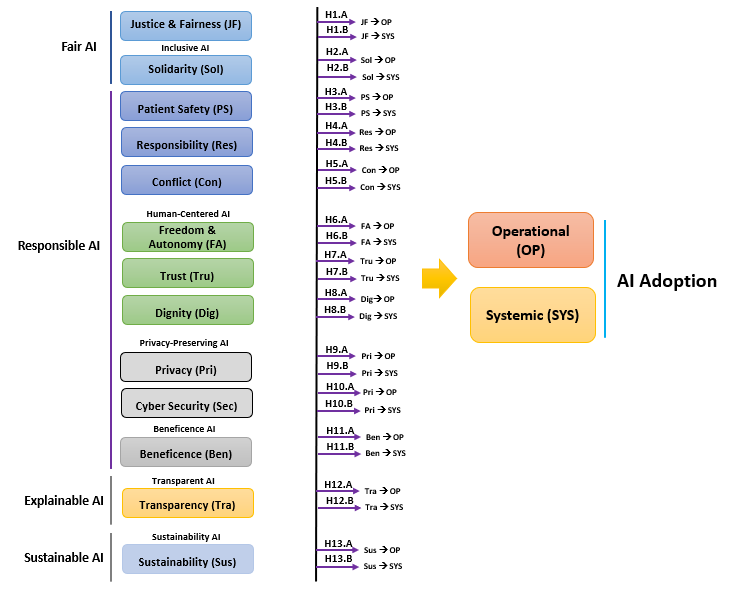 Fair AI
Justice & Fairness (JF)
Inclusive AI
Solidarity (Sol)
Responsible AI
Patient Safety (PS)
Responsibility (Res)
Conflict (Con)
Human-Centered AI
Freedom &
Autonomy (FA)
Trust (Tru)
Dignity (Dig)
Privacy-Preserving AI
Privacy (Pri)
Cyber Security (Sec)
Beneficence AI
Beneficence (Ben)
Explainable AI
Transparent AI
Transparency (Tra)
Sustainable AI
Sustainability AI
Sustainability (Sus)
H1.A JF → OP
H1.B JF → SYS
H2.A Sol → OP
H2.B Sol → SYS
H3.A PS → OP
H3.B PS → SYS
H4.A Res → OP
H4.B Res → SYS
H5.A Con → OP
H5.B Con → SYS
H6.A FA → OP
H6.B FA → SYS
H7.A Tru → OP
H7.B Tru → SYS
H8.A Dig → OP
H8.B Dig → SYS
H9.A Pri → OP
H9.B Pri → SYS
H10.A Pri → OP
H10.B Pri → SYS
H11.A Ben → OP
H11.B Ben → SYS
H12.A Tra → OP
H12.B Tra → SYS
H13.A Sus → OP
H13.B Sus → SYS
Operational
(OP)
Systemic (SYS)
AI Adoption